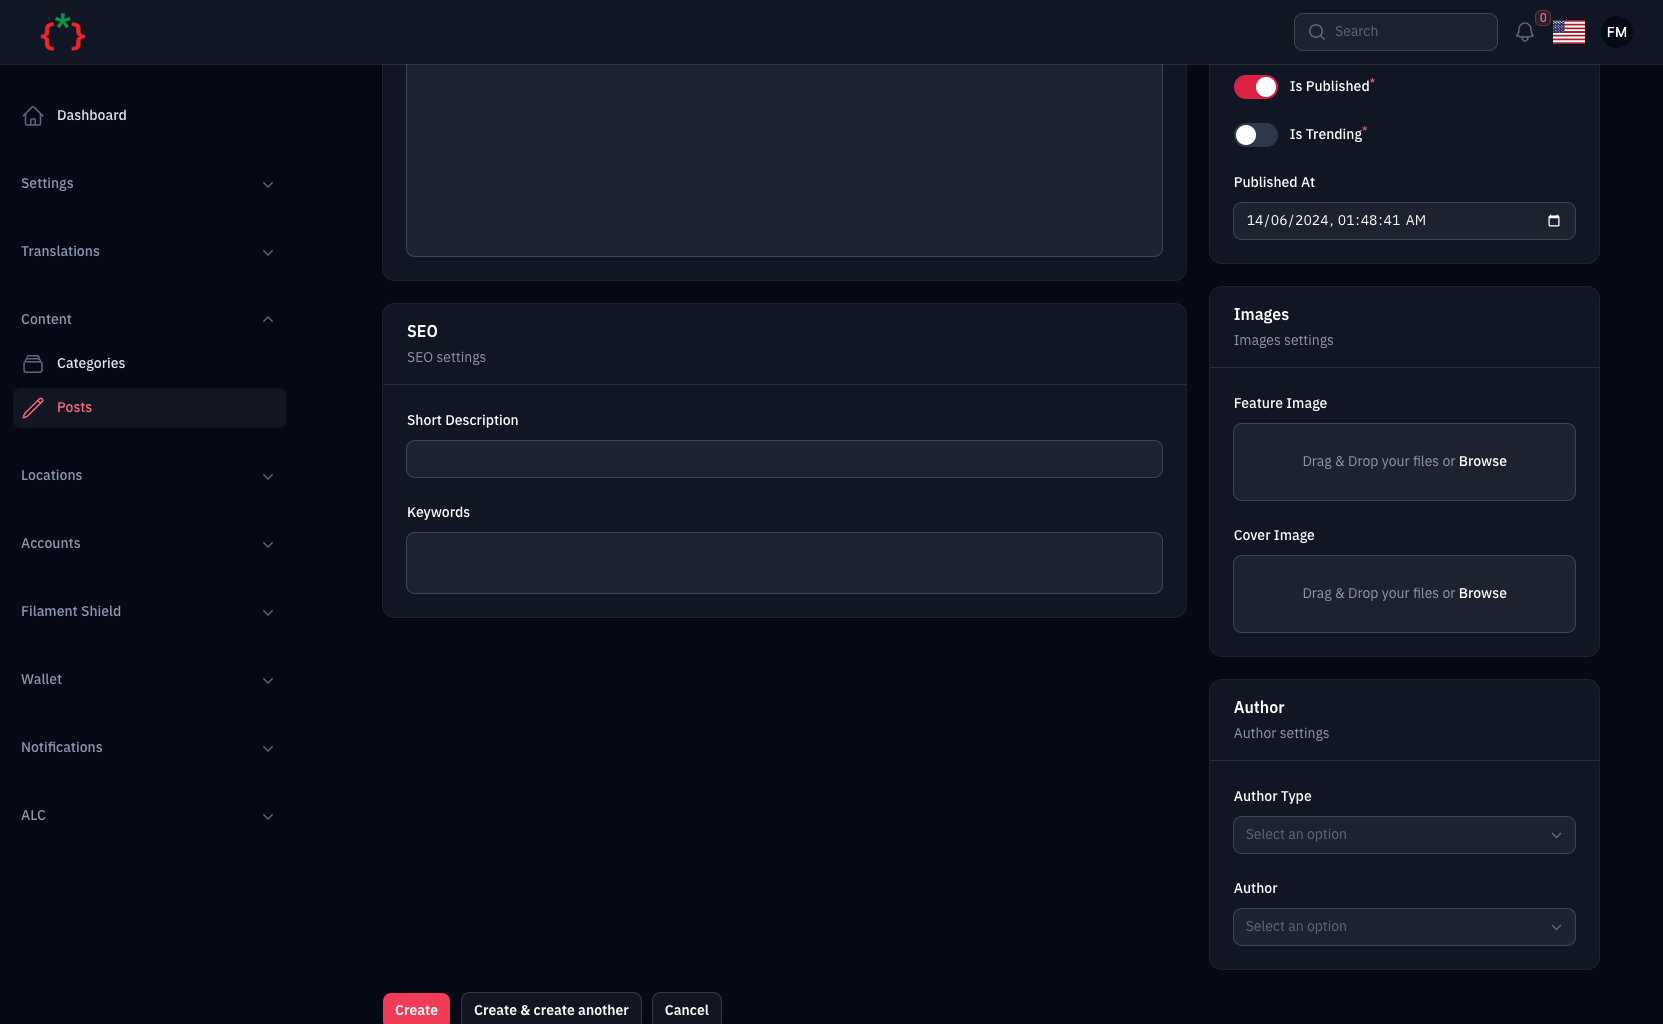 {*}
Search
0
FM
Dashboard
Settings
Translations
Content
Categories
Posts
Locations
Accounts
Filament Shield
Wallet
Notifications
ALC
SEO
SEO settings
Short Description
Keywords
Is Published*
Is Trending*
Published At
14/06/2024, 01:48:41 AM
Images
Images settings
Feature Image
Drag & Drop your files or Browse
Cover Image
Drag & Drop your files or Browse
Author
Author settings
Author Type
Select an option
Author
Select an option
Create
Create & create another
Cancel